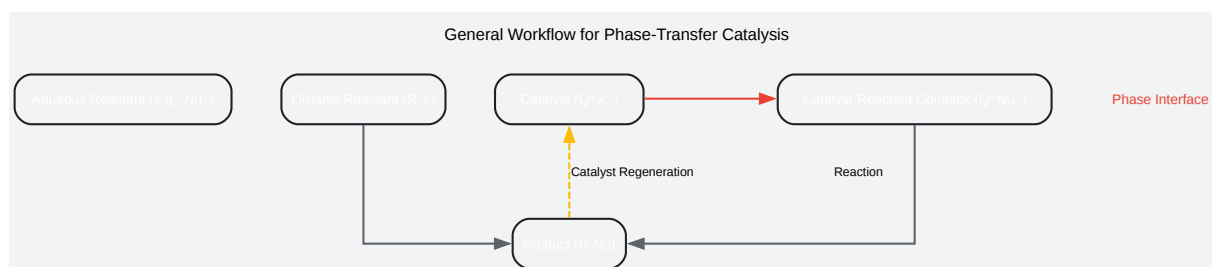 General Workflow for Phase-Transfer Catalysis
Aqueous Reactant (e.g., Nu⁻)
Organic Reactant (R-Y)
Catalyst (Q⁺X⁻)
Catalyst-Reactant Complex (Q⁺Nu⁻)
Phase Interface
Catalyst Regeneration
Reaction
Product (R-Nu)